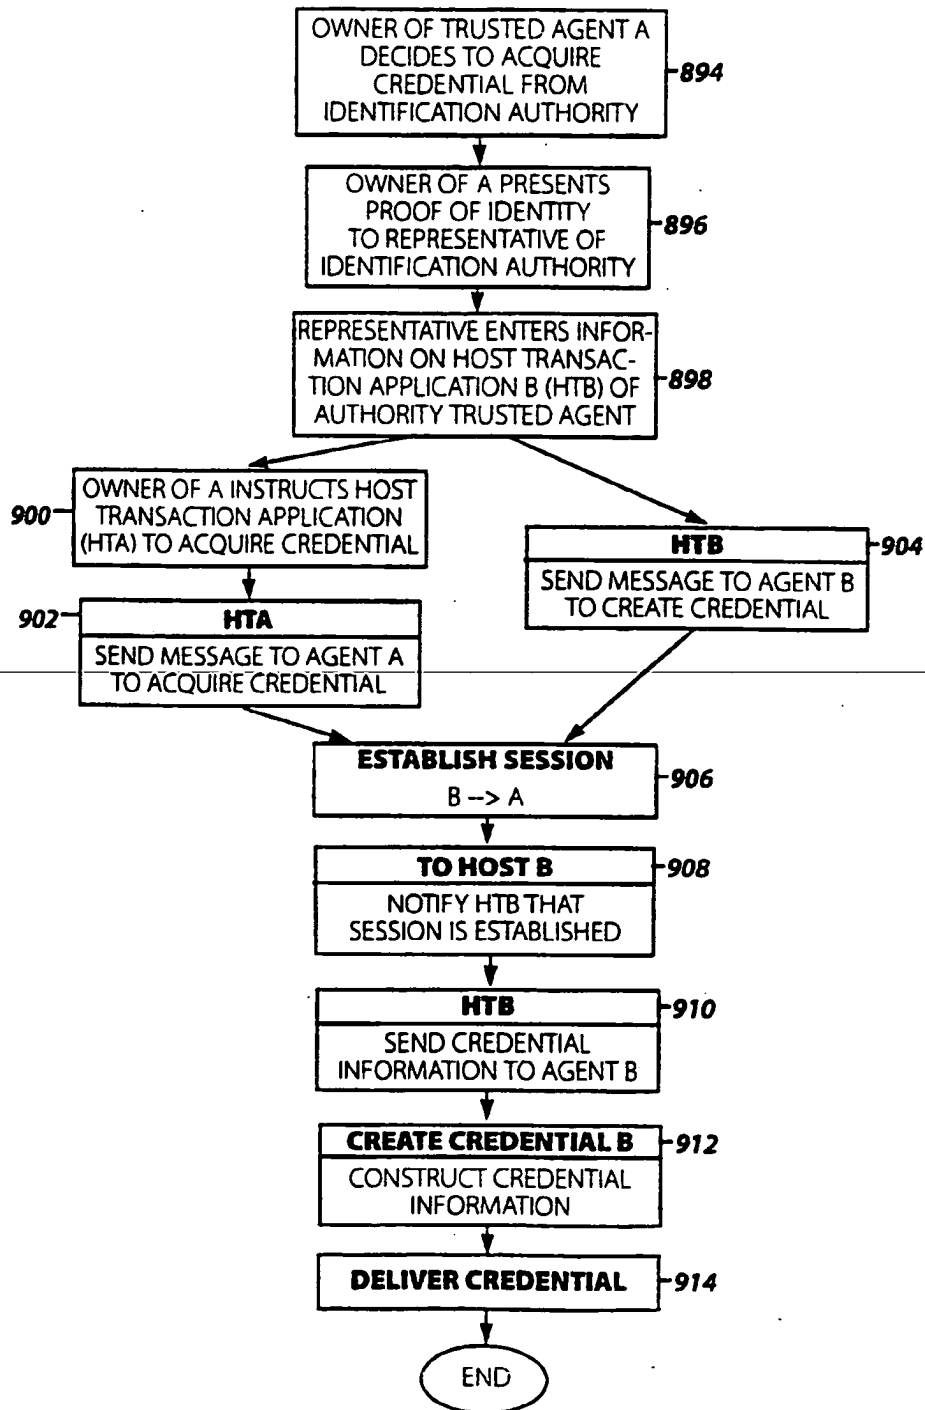 OWNER OF TRUSTED AGENT A
DECIDES TO ACQUIRE
CREDENTIAL FROM
IDENTIFICATION AUTHORITY
894
OWNER OF A PRESENTS
PROOF OF IDENTITY
TO REPRESENTATIVE OF
IDENTIFICATION AUTHORITY
896
REPRESENTATIVE ENTERS INFOR-
MATION ON HOST TRANSAC-
TION APPLICATION B (HTB) OF
AUTHORITY TRUSTED AGENT
898
900
OWNER OF A INSTRUCTS HOST
TRANSACTION APPLICATION
(HTA) TO ACQUIRE CREDENTIAL
902
HTA
SEND MESSAGE TO AGENT A
TO ACQUIRE CREDENTIAL
HTB
904
SEND MESSAGE TO AGENT B
TO CREATE CREDENTIAL
ESTABLISH SESSION
B --> A
906
TO HOST B
908
NOTIFY HTB THAT
SESSION IS ESTABLISHED
HTB
910
SEND CREDENTIAL
INFORMATION TO AGENT B
CREATE CREDENTIAL B
912
CONSTRUCT CREDENTIAL
INFORMATION
DELIVER CREDENTIAL
914
END